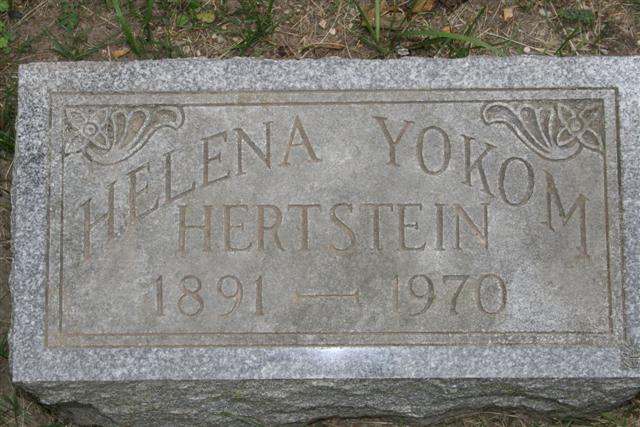 HELENA YOKOM
HERTSTEIN
1891 — 1970